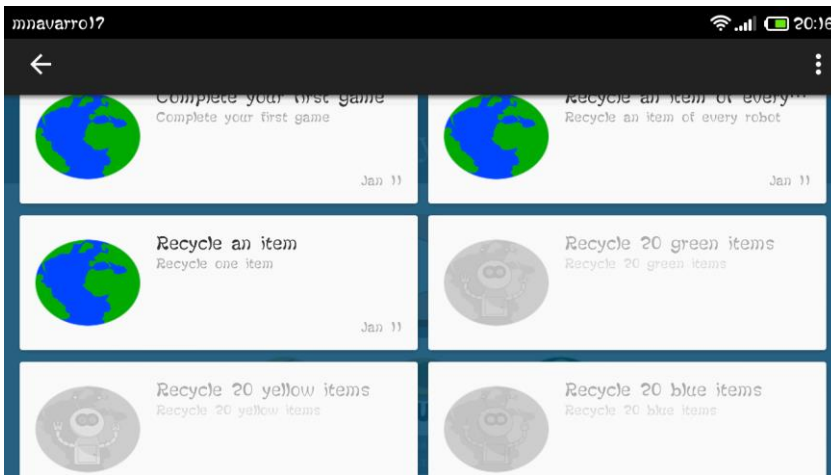 mnavarro17 20:16
Complete your first game
Complete your first game
Jan 11
Recycle an item of every...
Recycle an item of every robot
Jan 11
Recycle an item
Recycle one item
Jan 11
Recycle 20 green items
Recycle 20 green items
Recycle 20 yellow items
Recycle 20 yellow items
Recycle 20 blue items
Recycle 20 blue items